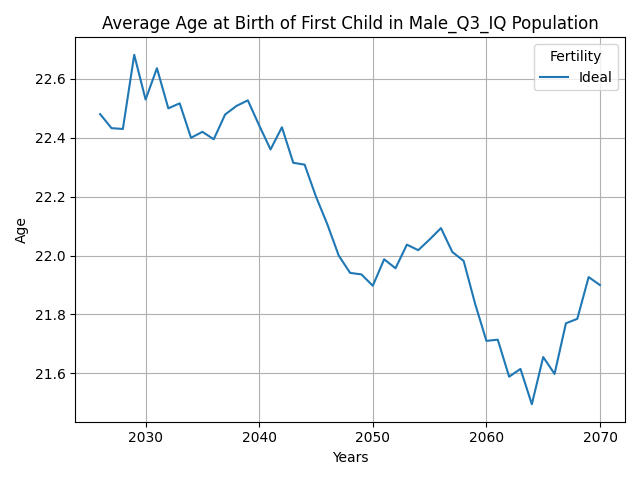 Average Age at Birth of First Child in Male_Q3_IQ Population
Fertility
Ideal
22.6
22.4
22.2
22.0
21.8
21.6
Age
2030
2040
2050
2060
2070
Years